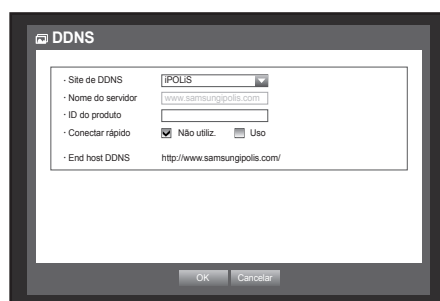 DDNS
· Site de DDNS iPOLiS
· Nome do servidor www.samsungipolis.com
· ID do produto
· Conectar rápido Não utiliz. Uso
· End host DDNS http://www.samsungipolis.com/
OK Cancelar